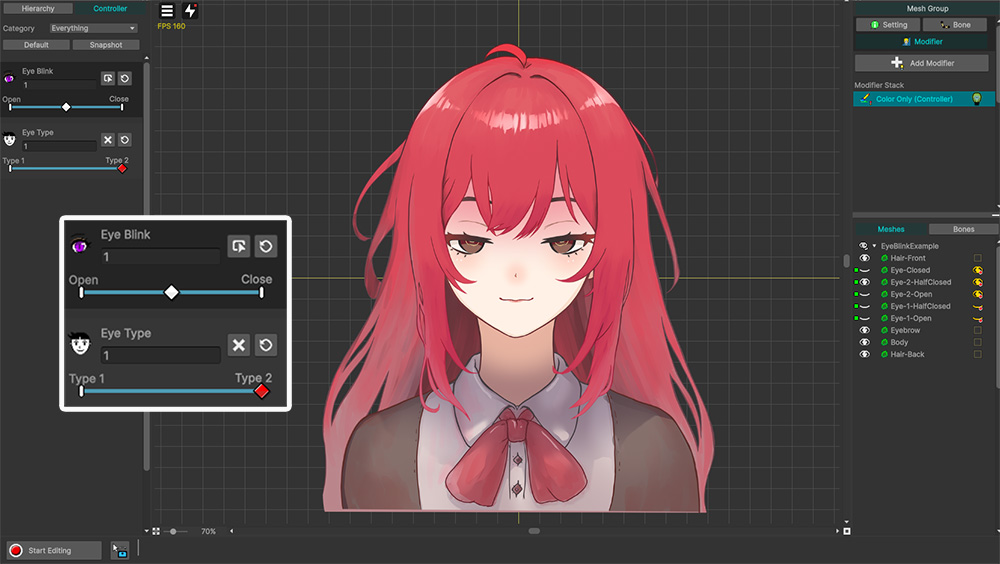 Hierarchy
Controller
Category
Everything
Default
Snapshot
Eye Blink
1
Open
Close
Eye Type
1
Type 1
Type 2
FPS 160
Eye Blink
1
Open
Close
Eye Type
1
Type 1
Type 2
70%
Start Editing
Mesh Group
Setting
Bone
Modifier
Add Modifier
Modifier Stack
Color Only (Controller)
Meshes
Bones
EyeBlinkExample
Hair-Front
Eye-Closed
Eye-2-HalfClosed
Eye-2-Open
Eye-1-HalfClosed
Eye-1-Open
Eyebrow
Body
Hair-Back